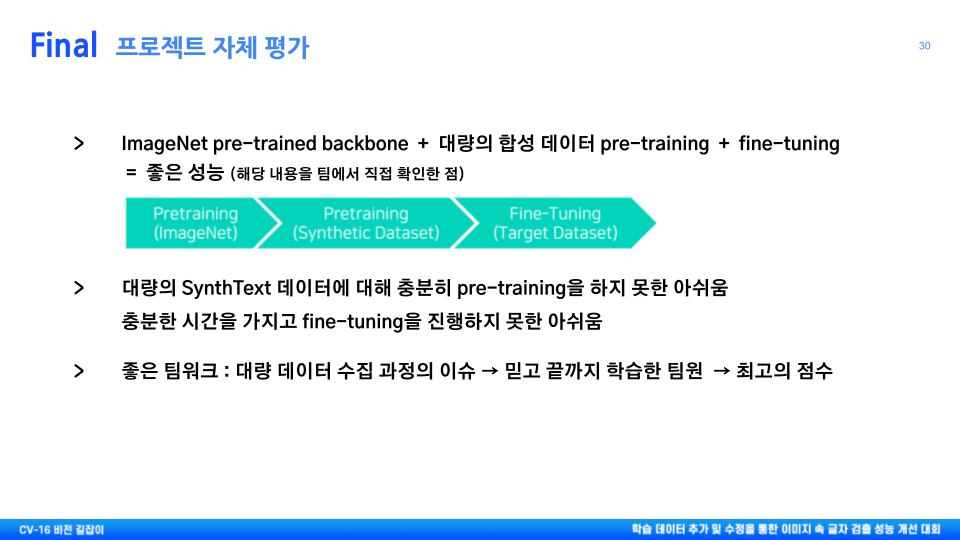 Final 프로젝트 자체 평가
30
> ImageNet pre-trained backbone + 대량의 합성 데이터 pre-training + fine-tuning
= 좋은 성능 (해당 내용을 팀에서 직접 확인한 점)
Pretraining
(ImageNet)
Pretraining
(Synthetic Dataset)
Fine-Tuning
(Target Dataset)
> 대량의 SynthText 데이터에 대해 충분히 pre-training을 하지 못한 아쉬움
충분한 시간을 가지고 fine-tuning을 진행하지 못한 아쉬움
> 좋은 팀워크 : 대량 데이터 수집 과정의 이슈 → 믿고 끝까지 학습한 팀원 → 최고의 점수
CV-16 비전 길잡이
학습 데이터 추가 및 수정을 통한 이미지 속 글자 검출 성능 개선 대회